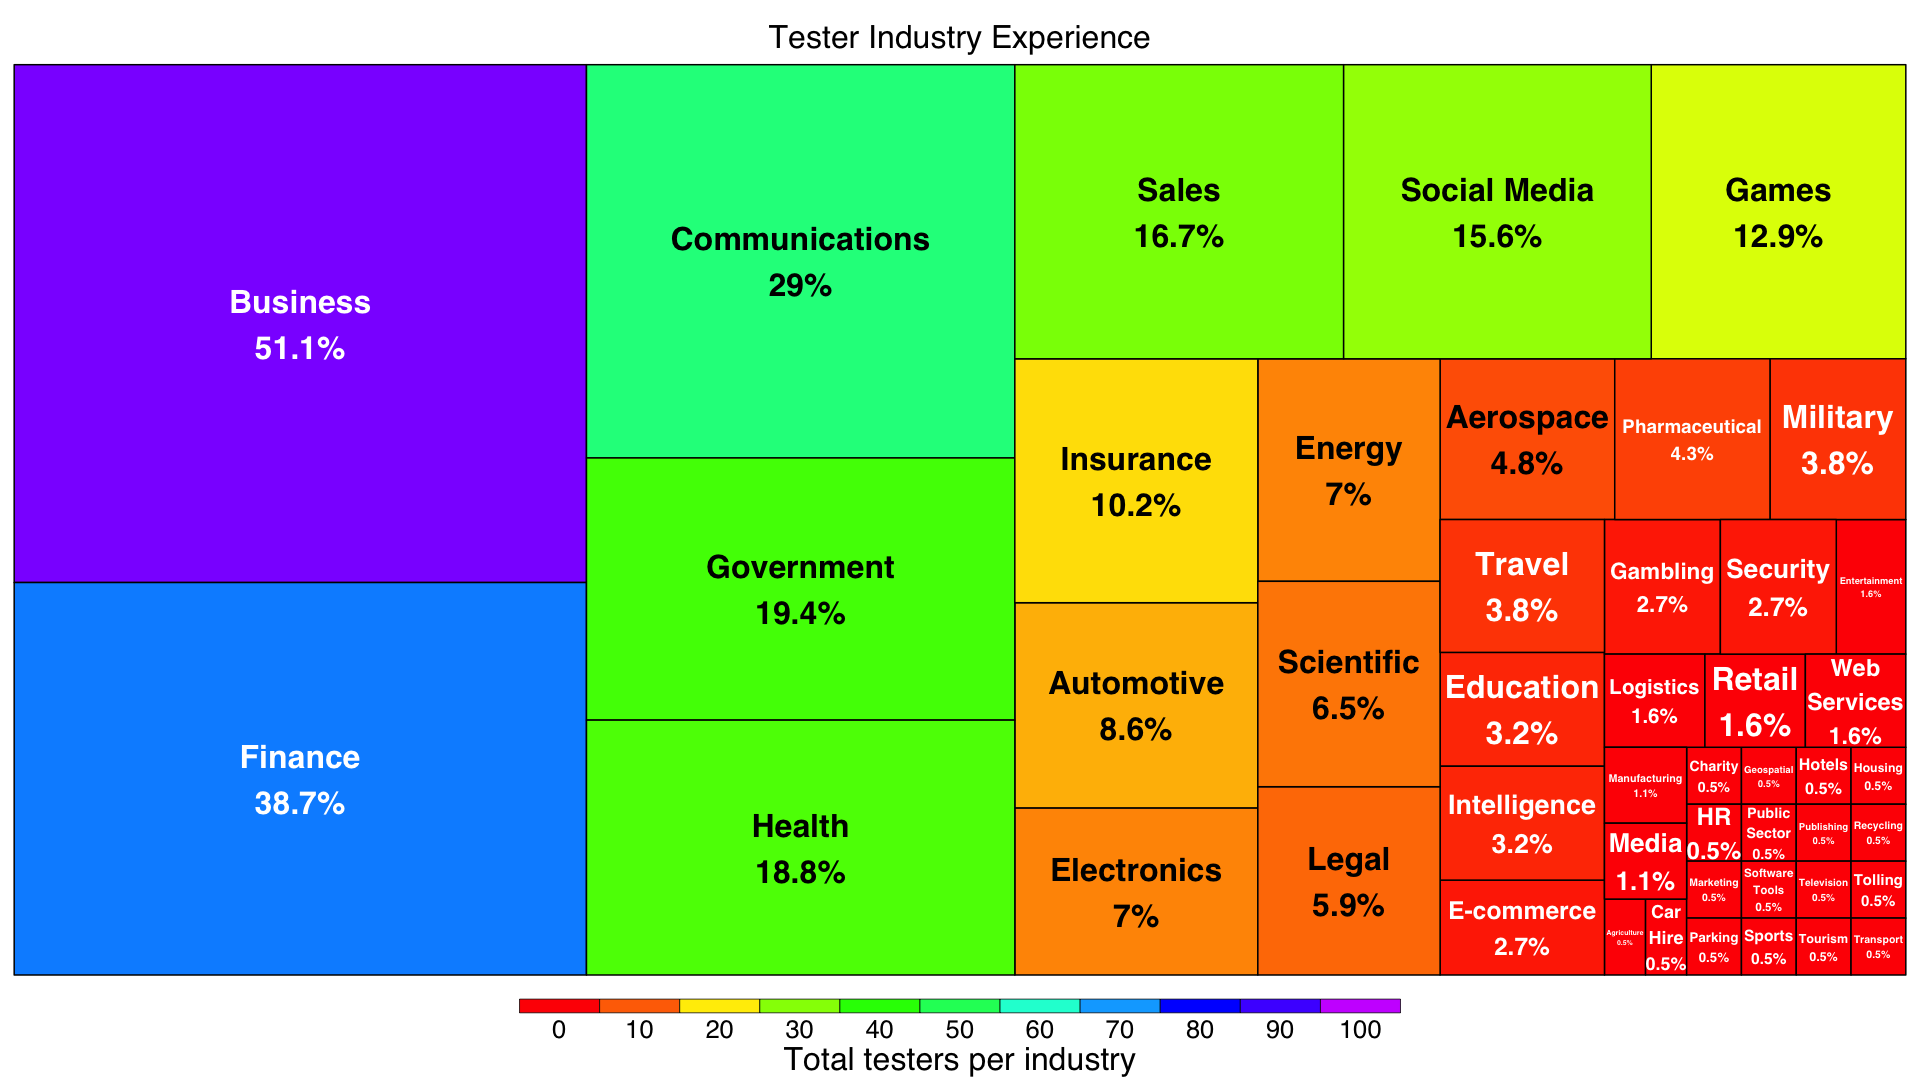 Tester Industry Experience
Business
51.1%
Finance
38.7%
Communications
29%
Government
19.4%
Health
18.8%
Sales
16.7%
Social Media
15.6%
Games
12.9%
Insurance
10.2%
Automotive
8.6%
Electronics
7%
Energy
7%
Scientific
6.5%
Legal
5.9%
Aerospace
4.8%
Pharmaceutical
4.3%
Military
3.8%
Travel
3.8%
Education
3.2%
Intelligence
3.2%
E-commerce
2.7%
Gambling
2.7%
Security
2.7%
Entertainment
1.6%
Logistics
1.6%
Retail
1.6%
Web
Services
1.6%
Manufacturing
1.1%
Media
1.1%
Agriculture
0.5%
Car
Hire
0.5%
Charity
0.5%
Geospatial
0.5%
Hotels
0.5%
Housing
0.5%
HR
0.5%
Public
Sector
0.5%
Publishing
0.5%
Recycling
0.5%
Marketing
0.5%
Software
Tools
0.5%
Television
0.5%
Tolling
0.5%
Parking
0.5%
Sports
0.5%
Tourism
0.5%
Transport
0.5%
0 10 20 30 40 50 60 70 80 90 100
Total testers per industry